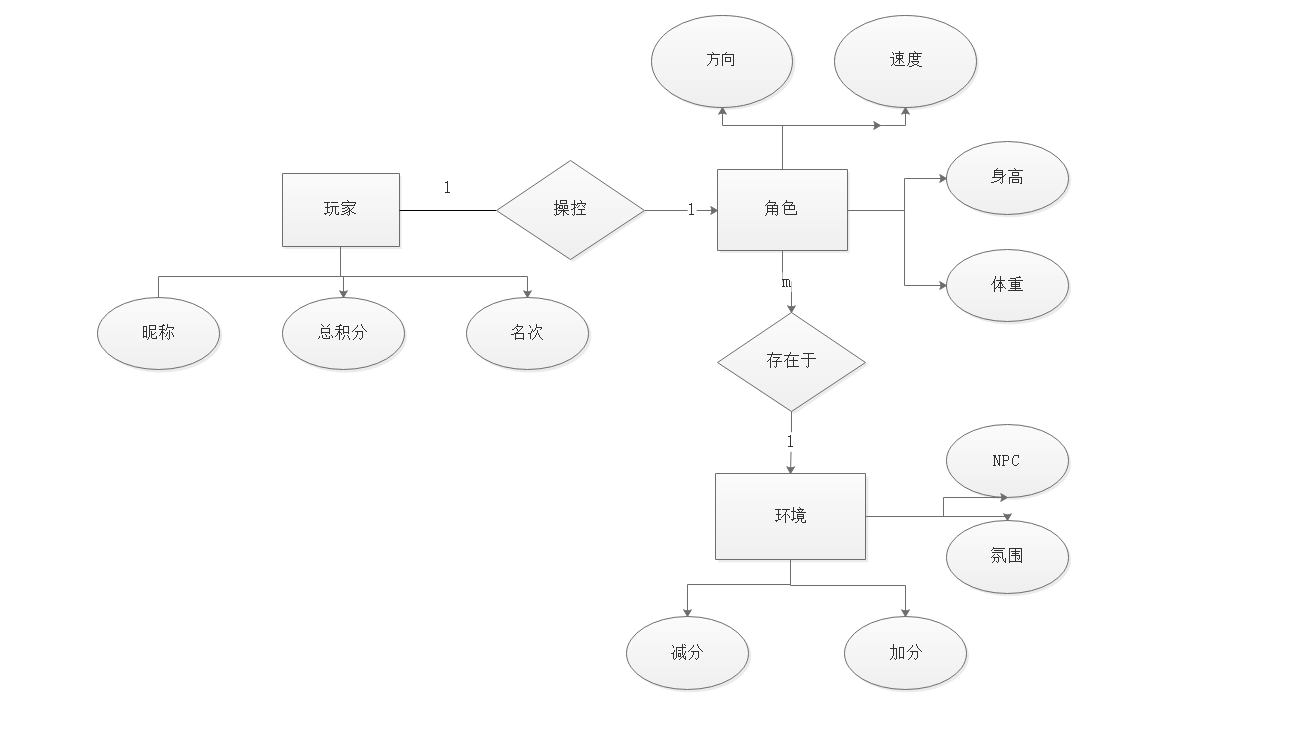 方向
速度
身高
1
玩家
操控
1
角色
体重
m
昵称
总积分
名次
存在于
1
NPC
环境
氛围
减分
加分